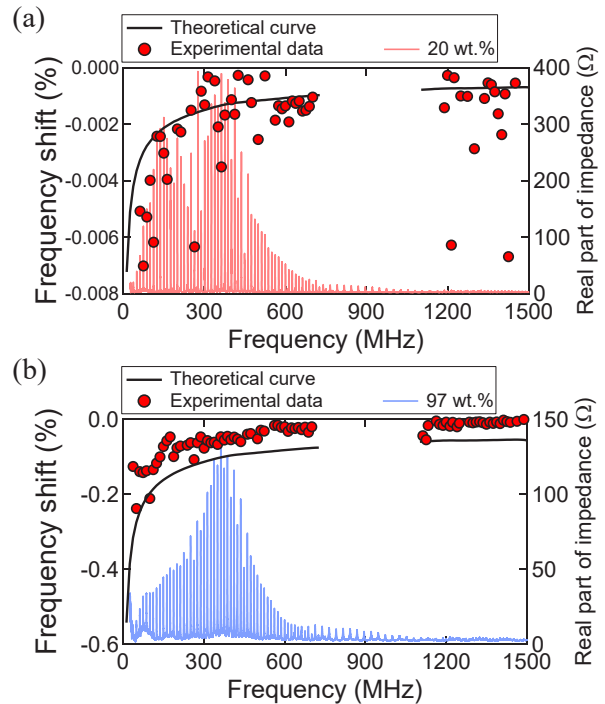 (a)
Theoretical curve
Experimental data
20 wt.%
0.000
-0.002
-0.004
-0.006
-0.008
Frequency shift (%)
400
300
200
100
0
Real part of impedance (Ω)
0 300 600 900 1200 1500
Frequency (MHz)
(b)
Theoretical curve
Experimental data
97 wt.%
0.0
-0.2
-0.4
-0.6
Frequency shift (%)
150
100
50
0
Real part of impedance (Ω)
0 300 600 900 1200 1500
Frequency (MHz)